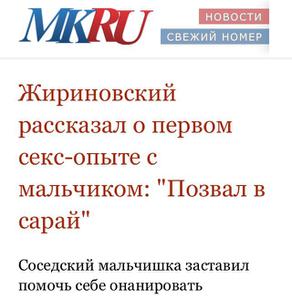 MKRU
НОВОСТИ
СВЕЖИЙ НОМЕР
Жириновский
рассказал о первом
секс-опыте с
мальчиком: "Позвал в
сарай"
Соседский мальчишка заставил
помочь себе онанировать